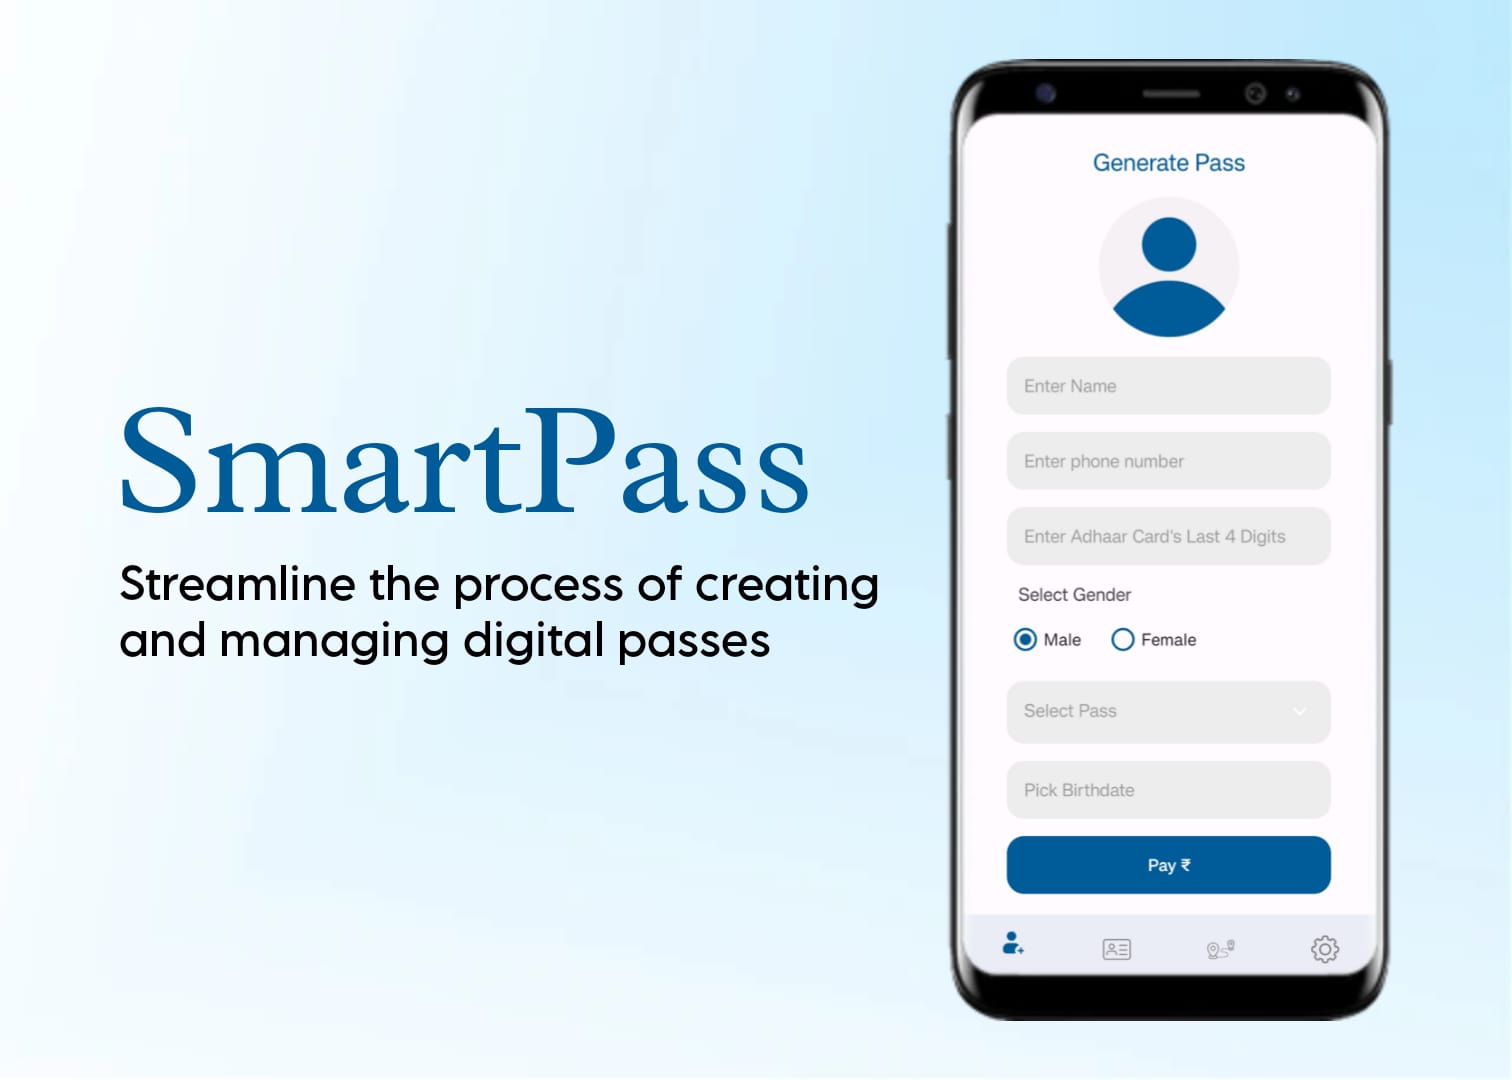 SmartPass
Streamline the process of creating
and managing digital passes
Generate Pass
Enter Name
Enter phone number
Enter Adhaar Card's Last 4 Digits
Select Gender
Male Female
Select Pass
Pick Birthdate
Pay ₹